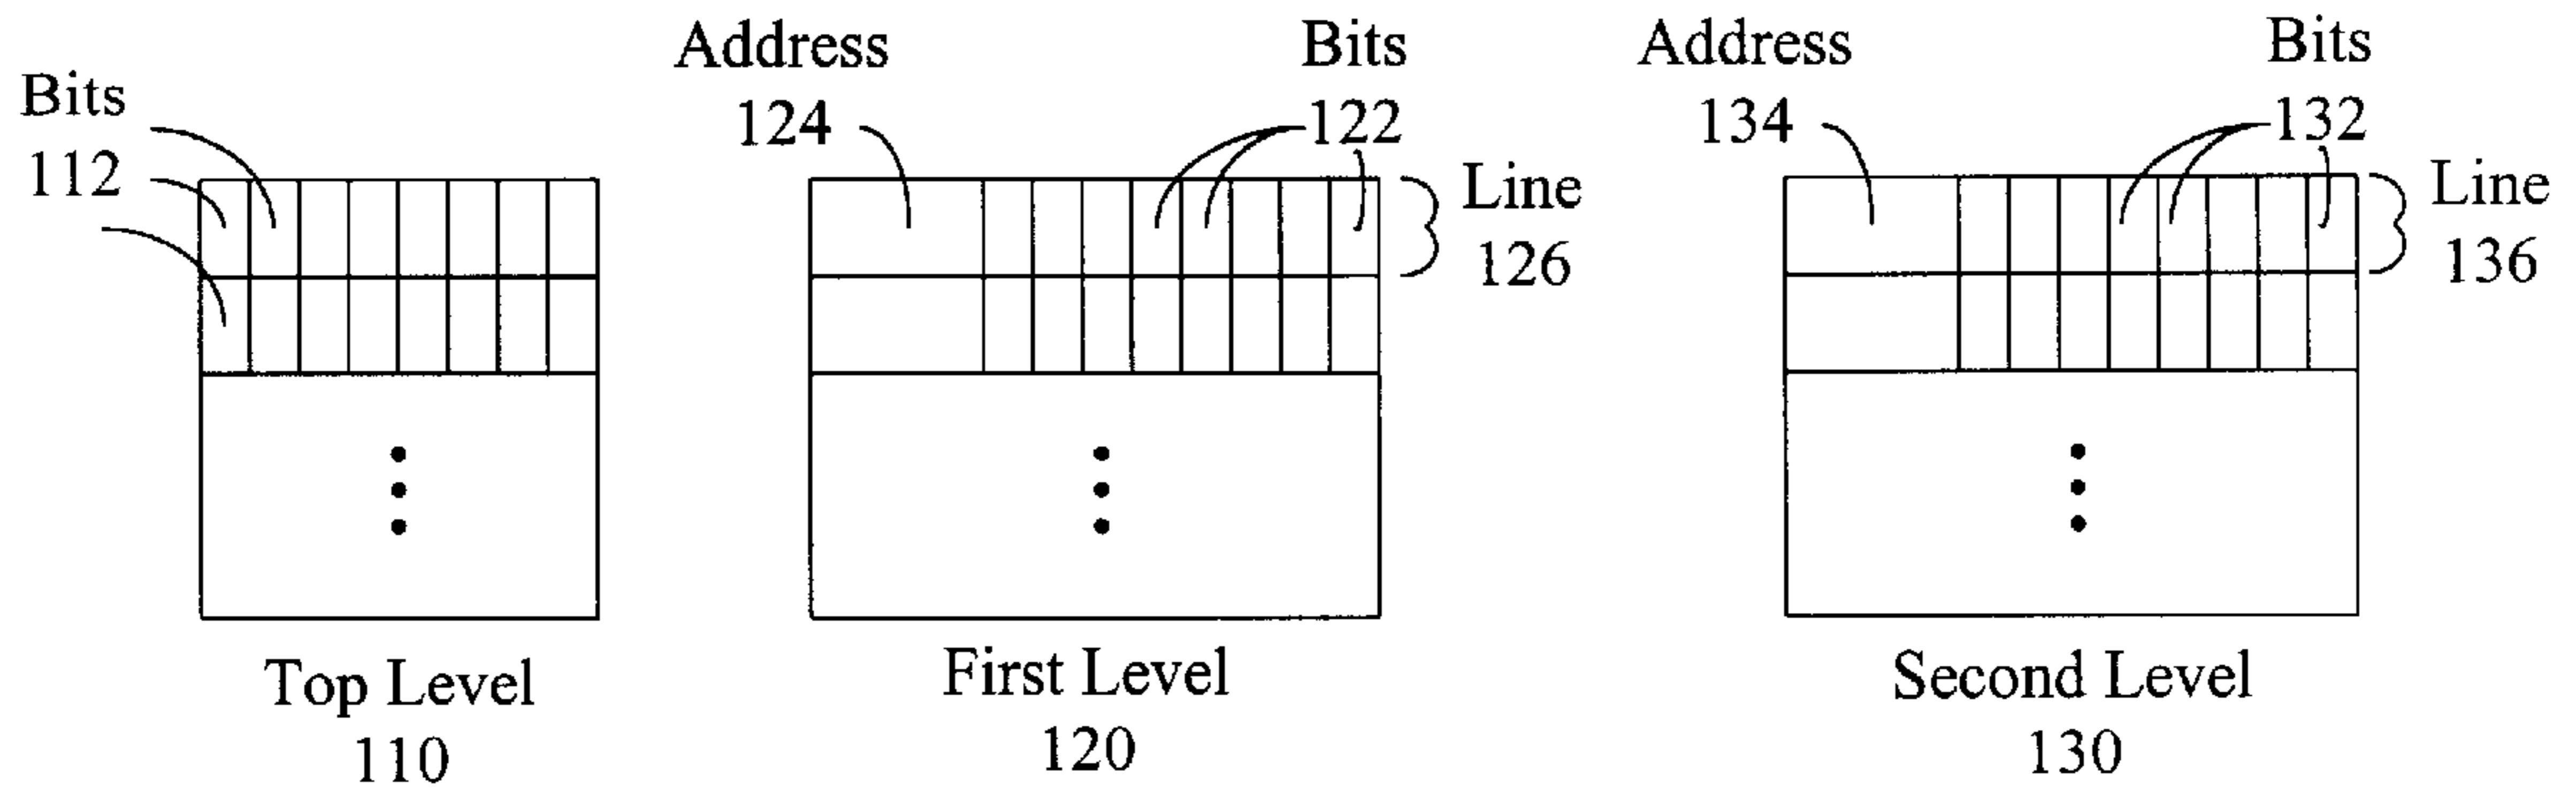 Bits
112
Address
124
Bits
122
Line
126
Address
134
Bits
132
Line
136
Top Level
110
First Level
120
Second Level
130